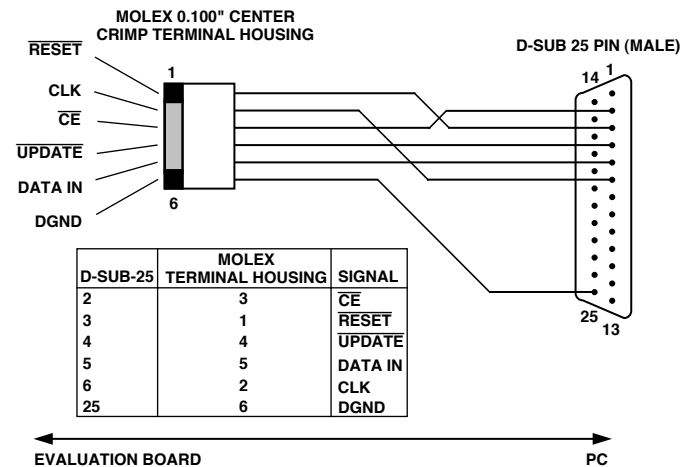 MOLEX 0.100" CENTER
CRIMP TERMINAL HOUSING
D-SUB 25 PIN (MALE)
RESET
CLK
CE
UPDATE
DATA IN
DGND
1
6
14
1
25
13
D-SUB-25 MOLEX TERMINAL HOUSING SIGNAL
2 3 CE
3 1 RESET
4 4 UPDATE
5 5 DATA IN
6 2 CLK
25 6 DGND
EVALUATION BOARD
PC